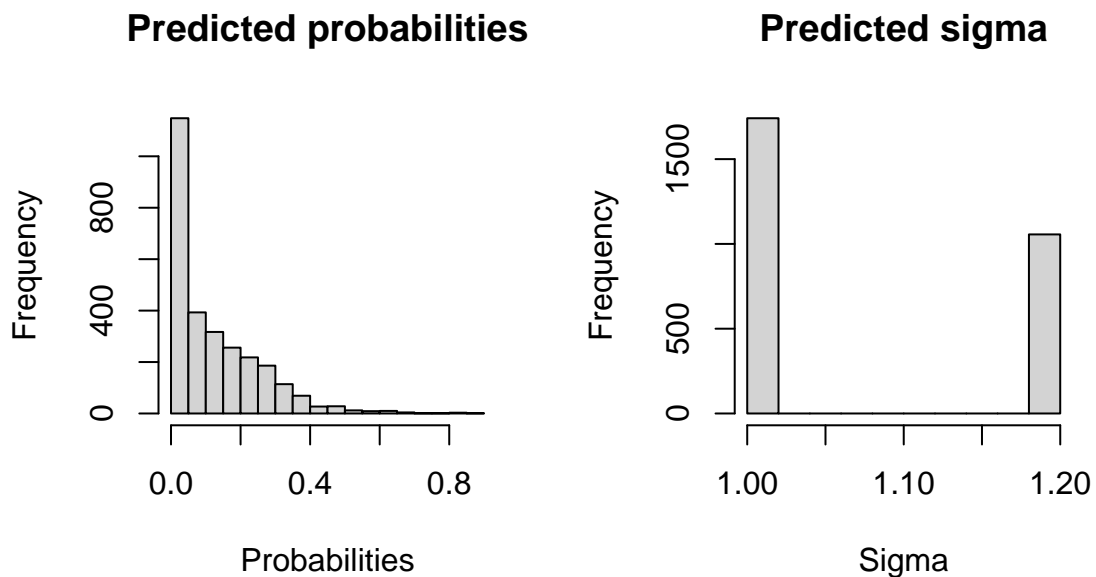 Predicted probabilities
Frequency
0
400
800
0.0 0.4 0.8
Probabilities
Predicted sigma
Frequency
0
500
1500
1.00 1.10 1.20
Sigma